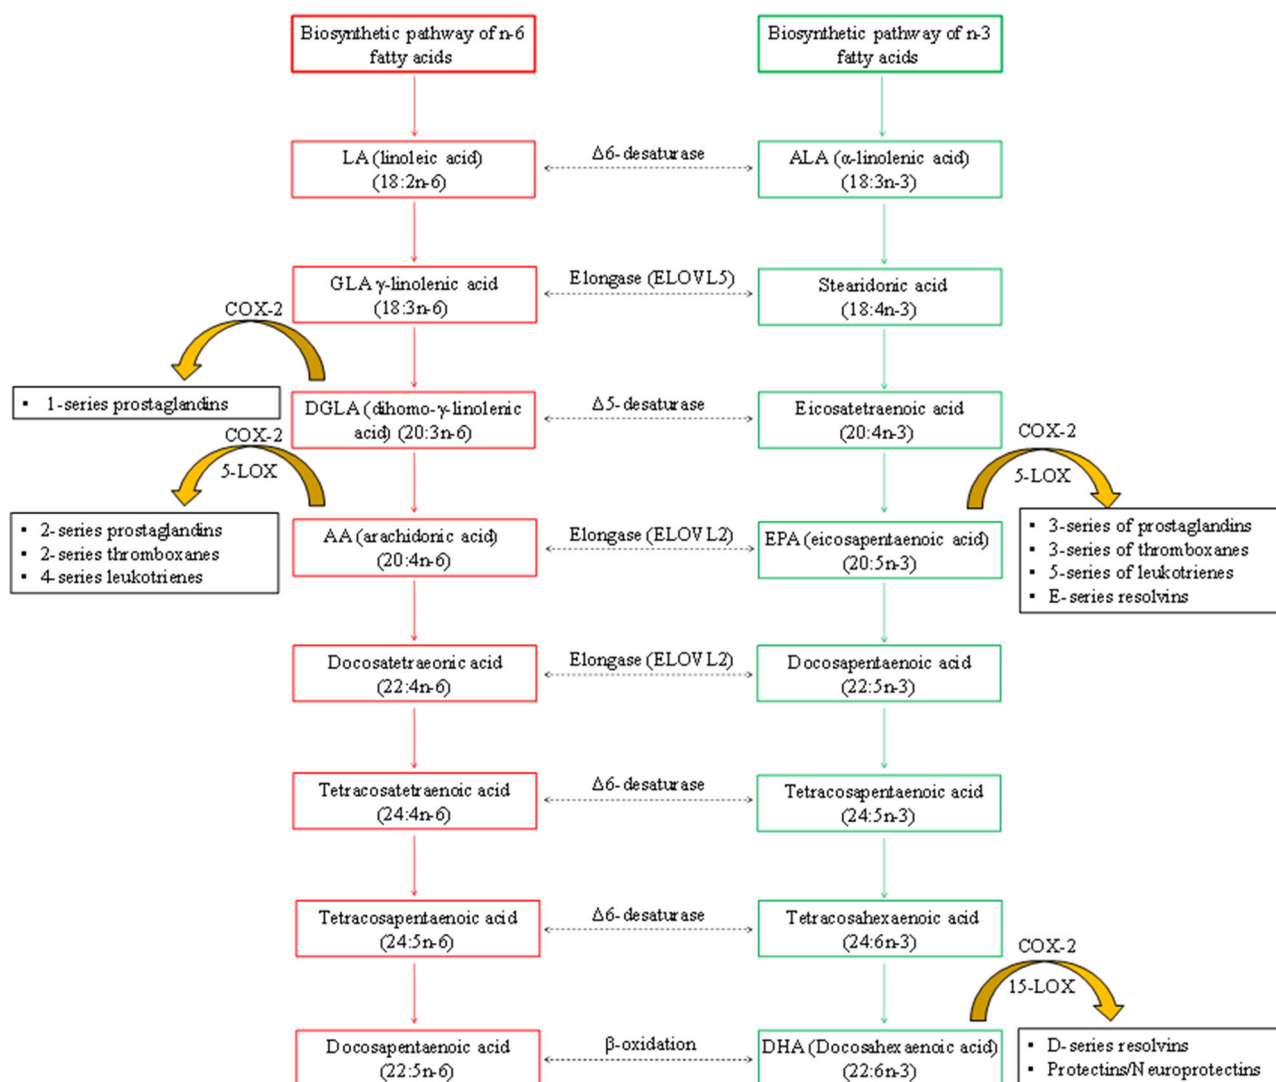 Biosynthetic pathway of n-6
fatty acids
Biosynthetic pathway of n-3
fatty acids
LA (linoleic acid)
(18:2n-6)
Δ6-desaturase
ALA (α-linolenic acid)
(18:3n-3)
GLA γ-linolenic acid
(18:3n-6)
Elongase (ELOVL5)
Stearidonic acid
(18:4n-3)
COX-2
▪ 1-series prostaglandins
DGLA (dihomo-γ-linolenic
acid) (20:3n-6)
Δ5-desaturase
Eicosatetraenoic acid
(20:4n-3)
COX-2
5-LOX
COX-2
5-LOX
▪ 2-series prostaglandins
▪ 2-series thromboxanes
▪ 4-series leukotrienes
AA (arachidonic acid)
(20:4n-6)
Elongase (ELOVL2)
EPA (eicosapentaenoic acid)
(20:5n-3)
▪ 3-series of prostaglandins
▪ 3-series of thromboxanes
▪ 5-series of leukotrienes
▪ E-series resolvins
Docosatetraeonic acid
(22:4n-6)
Elongase (ELOVL2)
Docosapentaenoic acid
(22:5n-3)
Tetracosatetraenoic acid
(24:4n-6)
Δ6-desaturase
Tetracosapentaenoic acid
(24:5n-3)
Tetracosapentaenoic acid
(24:5n-6)
Δ6-desaturase
Tetracosahexaenoic acid
(24:6n-3)
COX-2
15-LOX
Docosapentaenoic acid
(22:5n-6)
β-oxidation
DHA (Docosahexaenoic acid)
(22:6n-3)
▪ D-series resolvins
▪ Protectins/Neuroprotectins